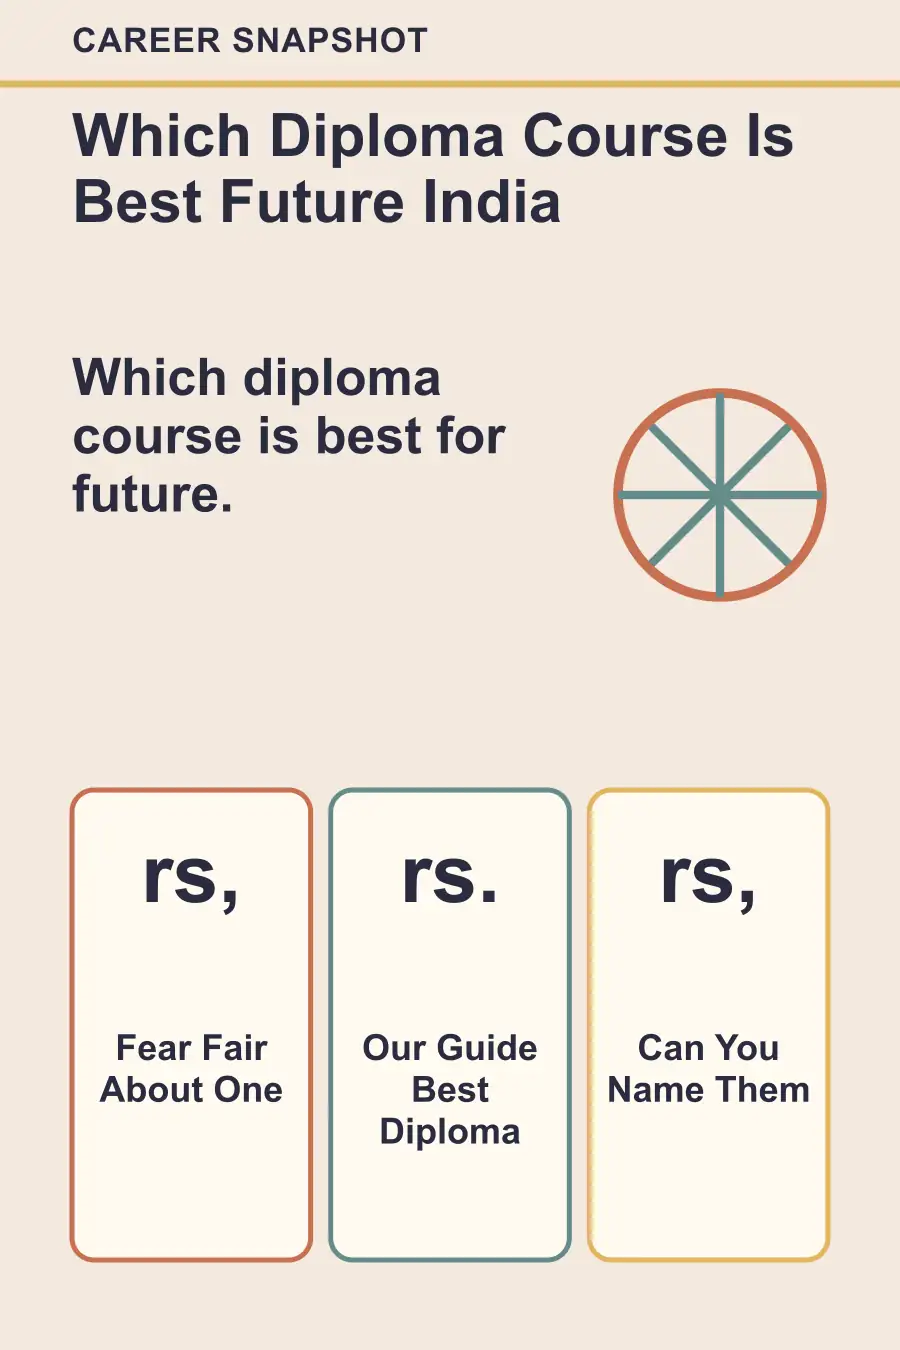 CAREER SNAPSHOT
Which Diploma Course Is
Best Future India
Which diploma
course is best for
future.
rs,
Fear Fair
About One
rs.
Our Guide
Best
Diploma
rs,
Can You
Name Them